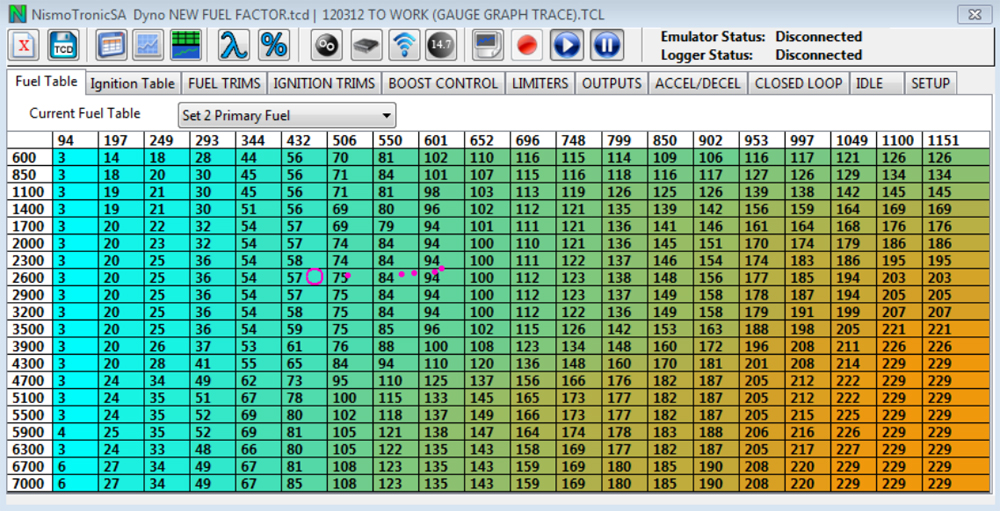 NismoTronicSA Dyno NEW FUEL FACTOR.tcd | 120312 TO WORK (GAUGE GRAPH TRACE).TCL
X TCD λ % 14.7 Emulator Status: Disconnected
Logger Status: Disconnected
Fuel Table Ignition Table FUEL TRIMS IGNITION TRIMS BOOST CONTROL LIMITERS OUTPUTS ACCEL/DECEL CLOSED LOOP IDLE SETUP
Current Fuel Table Set 2 Primary Fuel
94 197 249 293 344 432 506 550 601 652 696 748 799 850 902 953 997 1049 1100 1151
600 3 14 18 28 44 56 70 81 102 110 116 115 114 109 106 116 117 121 126 126
850 3 18 20 30 45 56 71 84 101 107 115 116 118 116 117 127 126 129 134 134
1100 3 19 21 30 45 56 71 81 98 103 113 119 126 125 126 139 138 142 145 145
1400 3 19 21 30 51 56 69 80 96 102 112 121 135 139 142 156 159 164 169 169
1700 3 20 22 32 54 57 69 79 94 101 111 121 136 141 146 161 164 168 176 176
2000 3 20 23 32 54 57 74 84 94 100 110 121 136 145 151 170 174 179 186 186
2300 3 20 25 36 54 58 74 84 94 100 111 122 137 146 154 174 183 186 195 195
2600 3 20 25 36 54 57 75 84 94 100 112 123 138 148 156 177 185 194 203 203
2900 3 20 25 36 54 57 75 84 94 100 112 123 137 149 158 178 187 194 205 205
3200 3 20 25 36 54 58 75 84 94 100 112 122 136 149 158 179 191 199 207 207
3500 3 20 25 36 54 59 75 85 96 102 115 126 142 153 163 188 198 205 221 221
3900 3 20 26 37 53 61 76 88 100 108 123 134 148 160 172 196 208 211 226 226
4300 3 20 28 41 55 65 84 94 110 120 136 148 160 170 181 201 208 214 229 229
4700 3 24 34 49 62 73 95 110 125 137 156 166 176 182 187 205 212 222 229 229
5100 3 24 35 51 67 78 100 115 133 145 165 173 177 182 187 205 212 222 229 229
5500 3 24 35 52 69 80 102 118 137 149 166 173 177 182 187 205 215 225 229 229
5900 4 25 35 52 69 81 105 121 138 147 164 174 178 183 188 206 216 226 229 229
6300 3 24 33 48 66 80 105 122 135 143 158 169 177 182 187 205 217 227 229 229
6700 6 27 34 49 67 81 108 123 135 143 159 169 180 185 190 208 220 229 229 229
7000 6 27 34 49 67 85 108 123 135 143 159 169 180 185 190 208 220 229 229 229